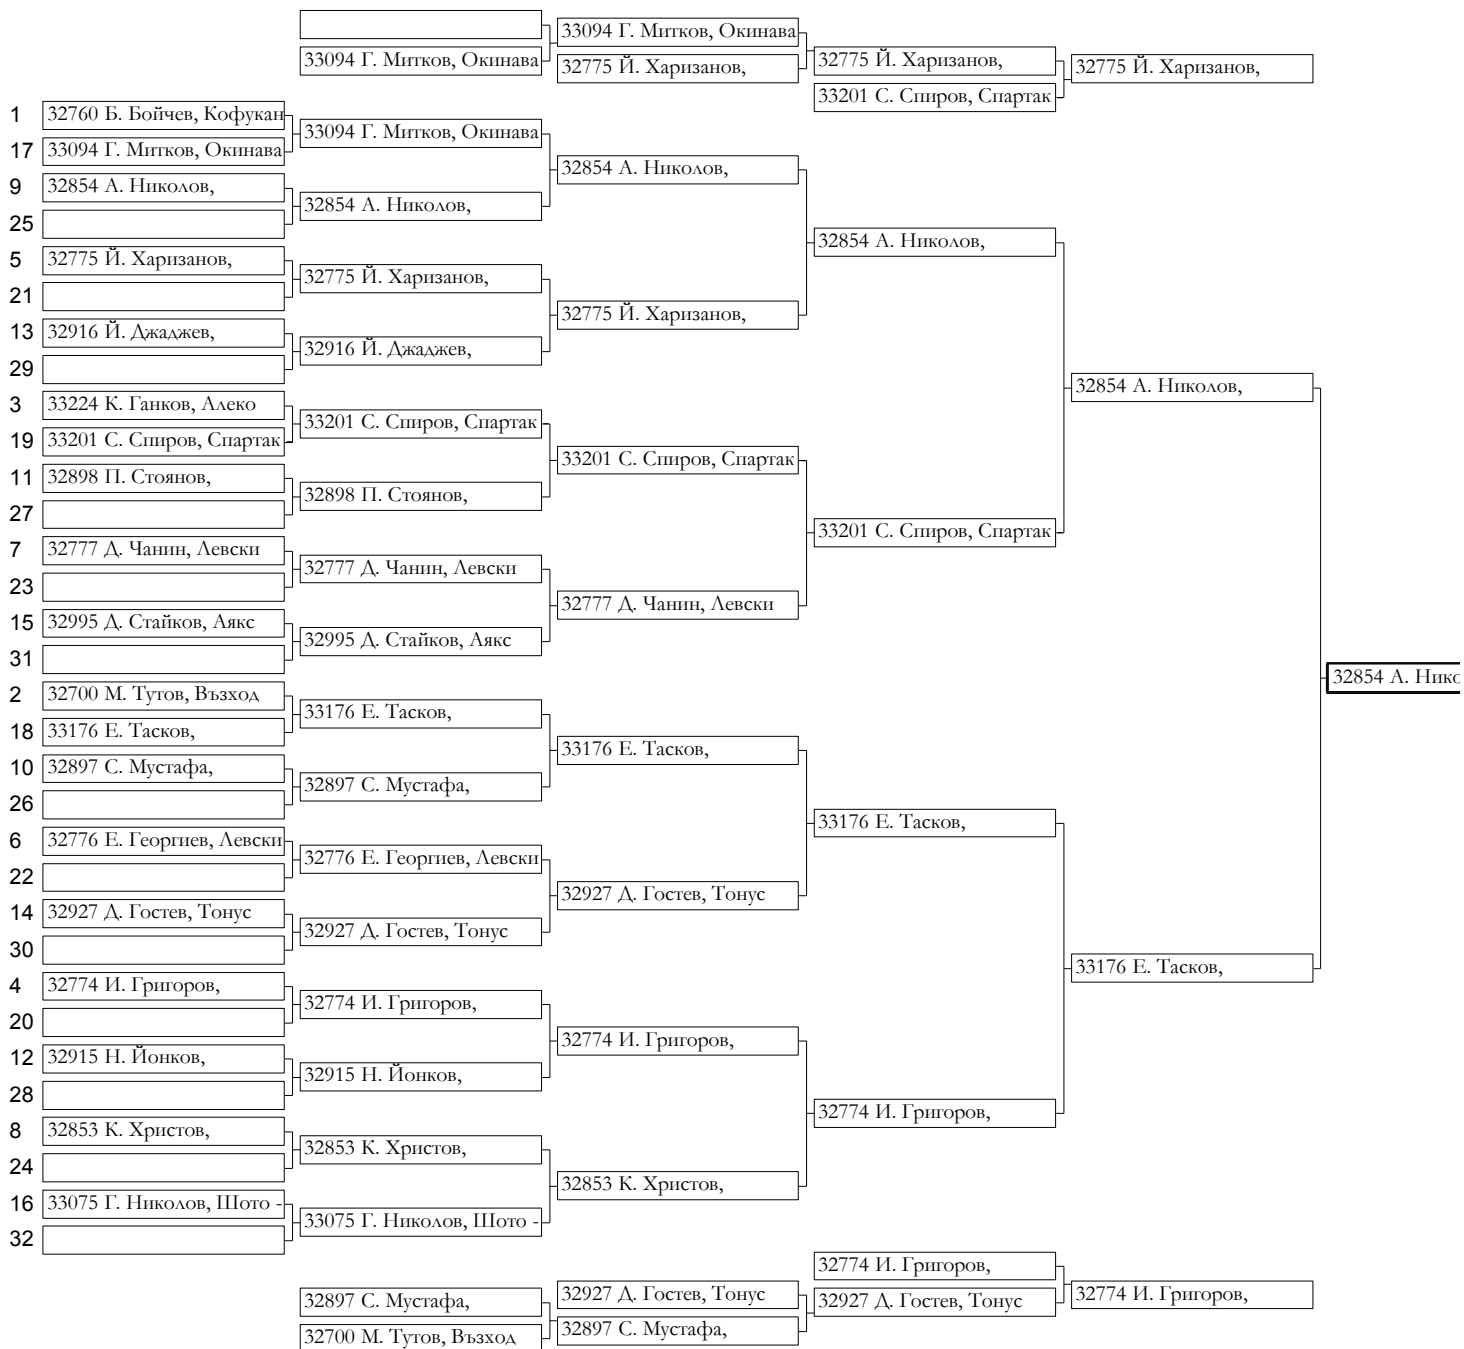 33094 Г. Митков, Окинава
33094 Г. Митков, Окинава
32775 Й. Харизанов,
32775 Й. Харизанов,
33201 С. Спиров, Спартак
32775 Й. Харизанов,
1 32760 Б. Бойчев, Кофукан
17 33094 Г. Митков, Окинава
9 32854 А. Николов,
25
5 32775 Й. Харизанов,
21
13 32916 Й. Джаджев,
29
3 33224 К. Ганков, Алеко
19 33201 С. Спиров, Спартак
11 32898 П. Стоянов,
27
7 32777 Д. Чанин, Левски
23
15 32995 Д. Стайков, Аякс
31
2 32700 М. Тутов, Възход
18 33176 Е. Тасков,
10 32897 С. Мустафа,
26
6 32776 Е. Георгиев, Левски
22
14 32927 Д. Гостев, Тонус
30
4 32774 И. Григоров,
20
12 32915 Н. Йонков,
28
8 32853 К. Христов,
24
16 33075 Г. Николов, Шото -
32
33094 Г. Митков, Окинава
32854 А. Николов,
32775 Й. Харизанов,
32916 Й. Джаджев,
33201 С. Спиров, Спартак
32898 П. Стоянов,
32777 Д. Чанин, Левски
32995 Д. Стайков, Аякс
33176 Е. Тасков,
32897 С. Мустафа,
32776 Е. Георгиев, Левски
32927 Д. Гостев, Тонус
32774 И. Григоров,
32915 Н. Йонков,
32853 К. Христов,
33075 Г. Николов, Шото -
32854 А. Николов,
32775 Й. Харизанов,
33201 С. Спиров, Спартак
32777 Д. Чанин, Левски
33176 Е. Тасков,
32927 Д. Гостев, Тонус
32774 И. Григоров,
32853 К. Христов,
32854 А. Николов,
33201 С. Спиров, Спартак
33176 Е. Тасков,
32774 И. Григоров,
32854 А. Николов,
33176 Е. Тасков,
32854 А. Нико
32897 С. Мустафа,
32700 М. Тутов, Възход
32927 Д. Гостев, Тонус
32897 С. Мустафа,
32774 И. Григоров,
32927 Д. Гостев, Тонус
32774 И. Григоров,